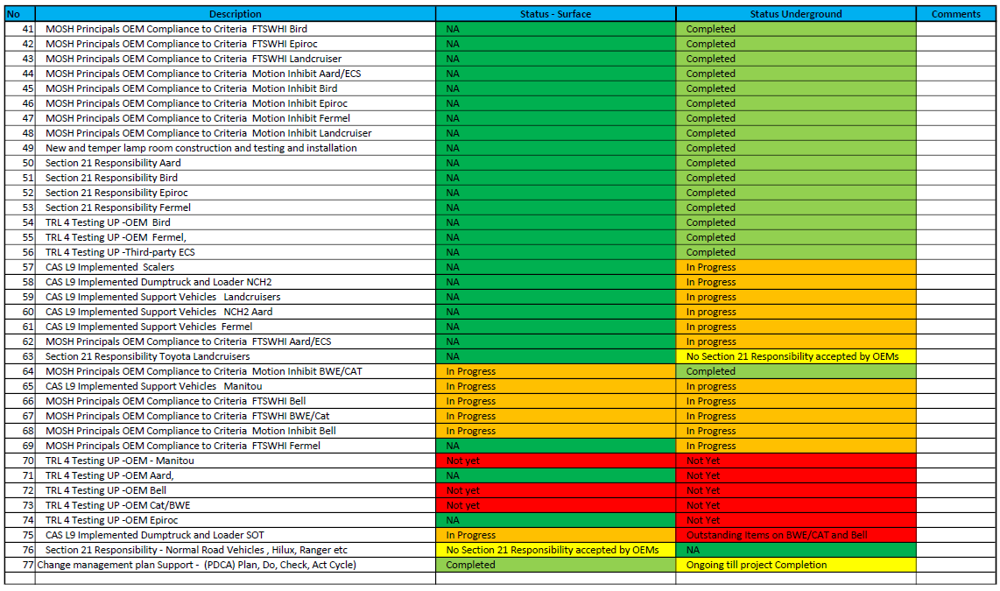 No Description Status - Surface Status Underground Comments
41 MOSH Principals OEM Compliance to Criteria FTSWHI Bird NA Completed
42 MOSH Principals OEM Compliance to Criteria FTSWHI Epiroc NA Completed
43 MOSH Principals OEM Compliance to Criteria FTSWHI Landcruiser NA Completed
44 MOSH Principals OEM Compliance to Criteria Motion Inhibit Aard/ECS NA Completed
45 MOSH Principals OEM Compliance to Criteria Motion Inhibit Bird NA Completed
46 MOSH Principals OEM Compliance to Criteria Motion Inhibit Epiroc NA Completed
47 MOSH Principals OEM Compliance to Criteria Motion Inhibit Fermel NA Completed
48 MOSH Principals OEM Compliance to Criteria Motion Inhibit Landcruiser NA Completed
49 New and temper lamp room construction and testing and installation NA Completed
50 Section 21 Responsibility Aard NA Completed
51 Section 21 Responsibility Bird NA Completed
52 Section 21 Responsibility Epiroc NA Completed
53 Section 21 Responsibility Fermel NA Completed
54 TRL 4 Testing UP -OEM Bird NA Completed
55 TRL 4 Testing UP -OEM Fermel, NA Completed
56 TRL 4 Testing UP -Third-party ECS NA Completed
57 CAS L9 Implemented Scalers NA In Progress
58 CAS L9 Implemented Dumptruck and Loader NCH2 NA In Progress
59 CAS L9 Implemented Support Vehicles Landcruisers NA In progress
60 CAS L9 Implemented Support Vehicles NCH2 Aard NA In progress
61 CAS L9 Implemented Support Vehicles Fermel NA In progress
62 MOSH Principals OEM Compliance to Criteria FTSWHI Aard/ECS NA In progress
63 Section 21 Responsibility Toyota Landcruisers NA No Section 21 Responsibility accepted by OEMs
64 MOSH Principals OEM Compliance to Criteria Motion Inhibit BWE/CAT In Progress Completed
65 CAS L9 Implemented Support Vehicles Manitou In Progress In progress
66 MOSH Principals OEM Compliance to Criteria FTSWHI Bell In Progress In Progress
67 MOSH Principals OEM Compliance to Criteria FTSWHI BWE/Cat In Progress In Progress
68 MOSH Principals OEM Compliance to Criteria Motion Inhibit Bell In Progress In Progress
69 MOSH Principals OEM Compliance to Criteria FTSWHI Fermel NA In Progress
70 TRL 4 Testing UP -OEM - Manitou Not yet Not Yet
71 TRL 4 Testing UP -OEM Aard, NA Not Yet
72 TRL 4 Testing UP -OEM Bell Not yet Not Yet
73 TRL 4 Testing UP -OEM Cat/BWE Not yet Not Yet
74 TRL 4 Testing UP -OEM Epiroc NA Not Yet
75 CAS L9 Implemented Dumptruck and Loader SOT In Progress Outstanding Items on BWE/CAT and Bell
76 Section 21 Responsibility - Normal Road Vehicles , Hilux, Ranger etc No Section 21 Responsibility accepted by OEMs NA
77 Change management plan Support - (PDCA) Plan, Do, Check, Act Cycle) Completed Ongoing till project Completion